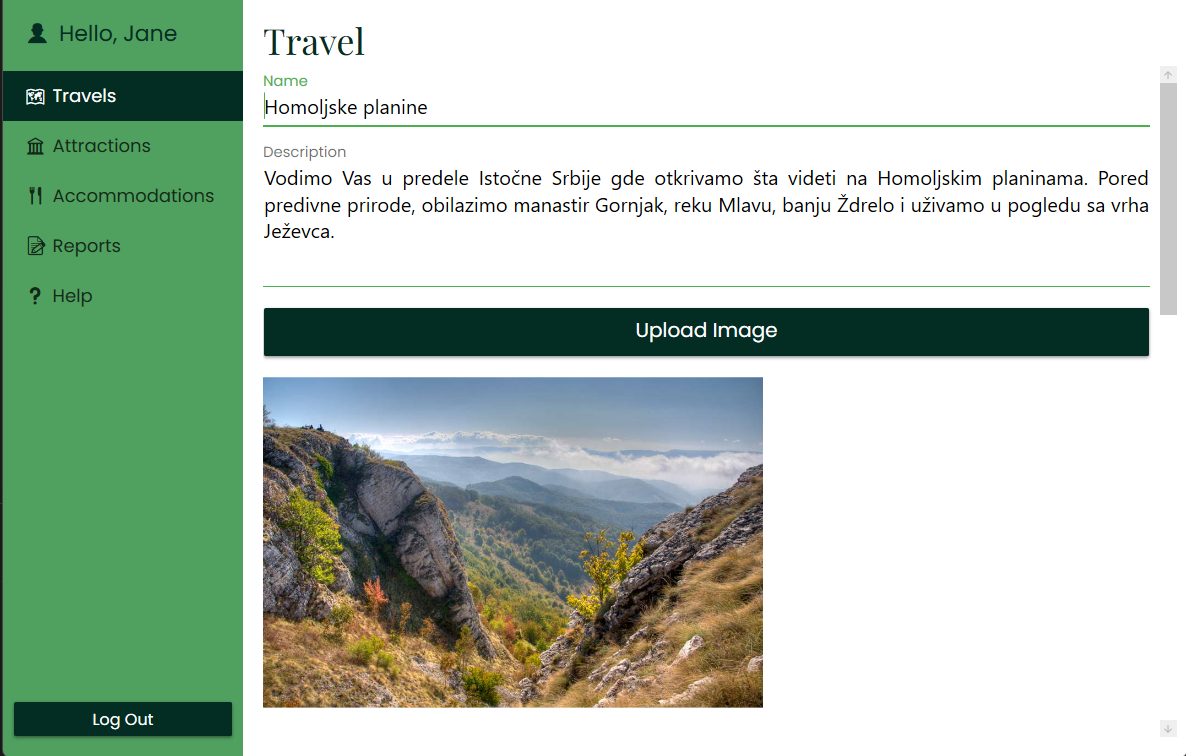 Hello, Jane
Travels
Attractions
Accommodations
Reports
Help
Log Out
Travel
Name
Homoljske planine
Description
Vodimo Vas u predele Istočne Srbije gde otkrivamo šta videti na Homoljskim planinama. Pored
predivne prirode, obilazimo manastir Gornjak, reku Mlavu, banju Ždrelo i uživamo u pogledu sa vrha
Ježevca.
Upload Image